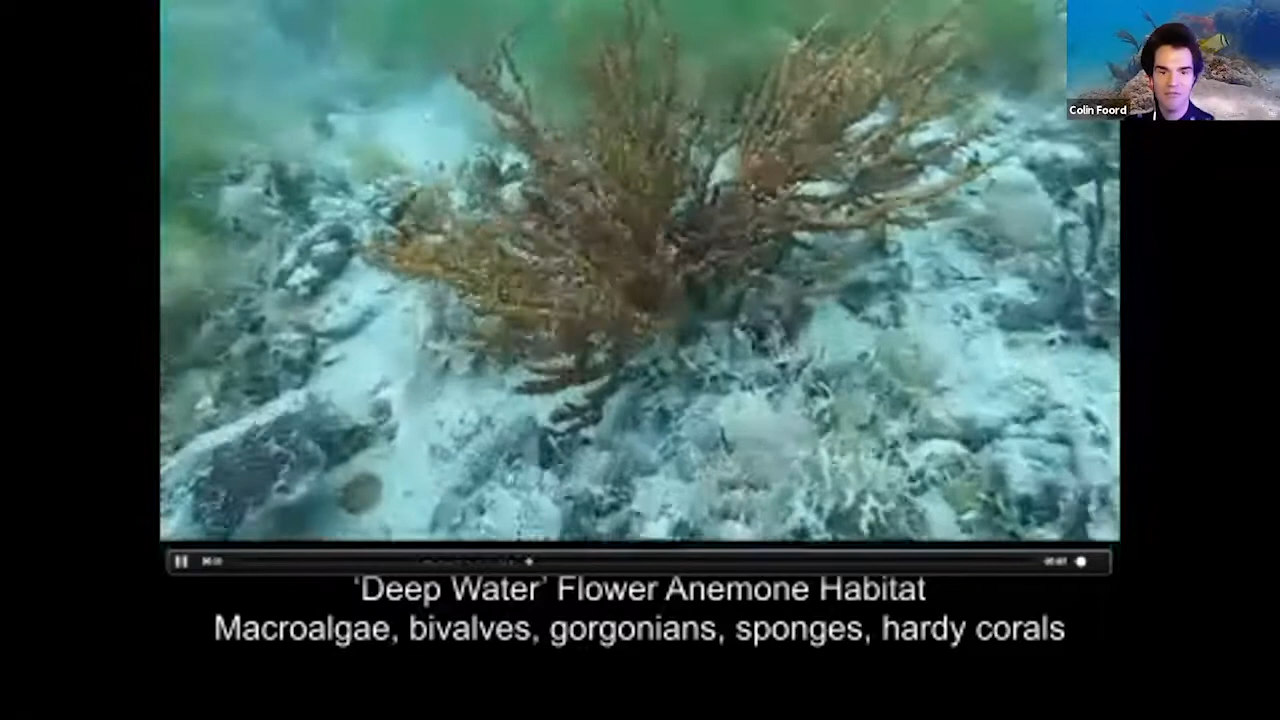 Colin Foord
‘Deep Water’ Flower Anemone Habitat
Macroalgae, bivalves, gorgonians, sponges, hardy corals